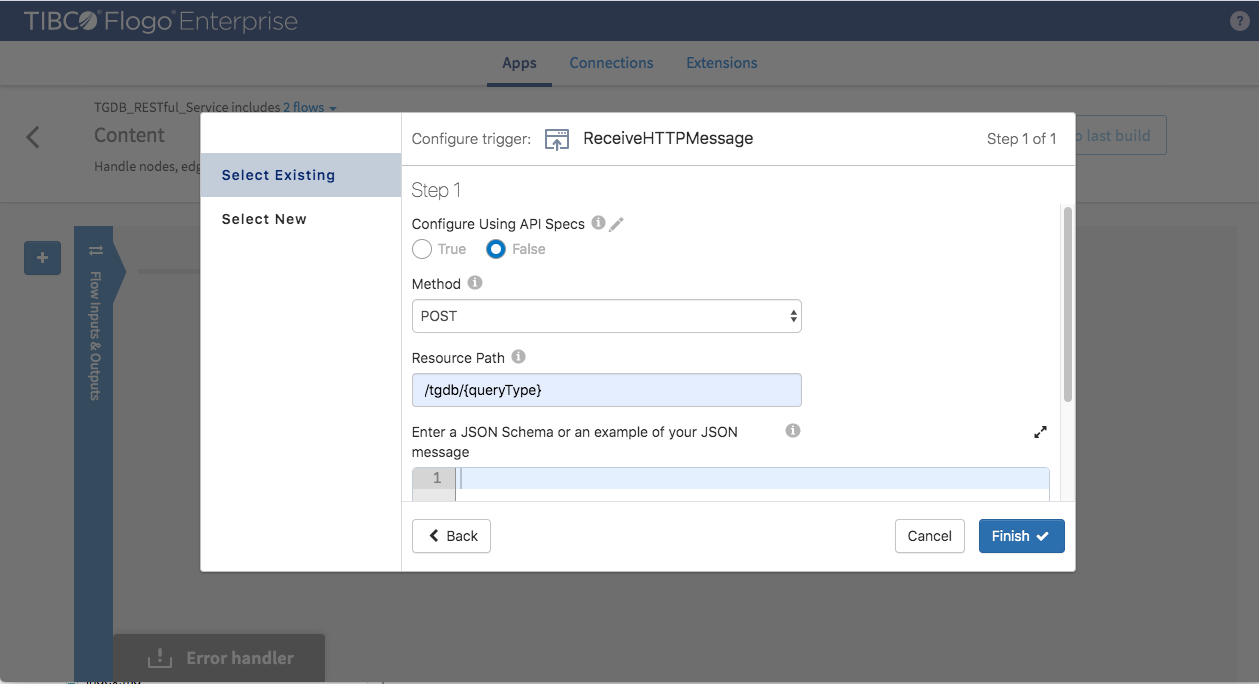 TIBCO® Flogo® Enterprise
?
Apps
Connections
Extensions
TGDB_RESTful_Service includes 2 flows
Content
Handle nodes,
last build
Configure trigger:
ReceiveHTTPMessage
Step 1 of 1
Select Existing
Select New
Step 1
Configure Using API Specs
True
False
Method
POST
Resource Path
/tgdb/{queryType}
Enter a JSON Schema or an example of your JSON
message
1
Back
Cancel
Finish
+
Flow Inputs & Outputs
Error handler